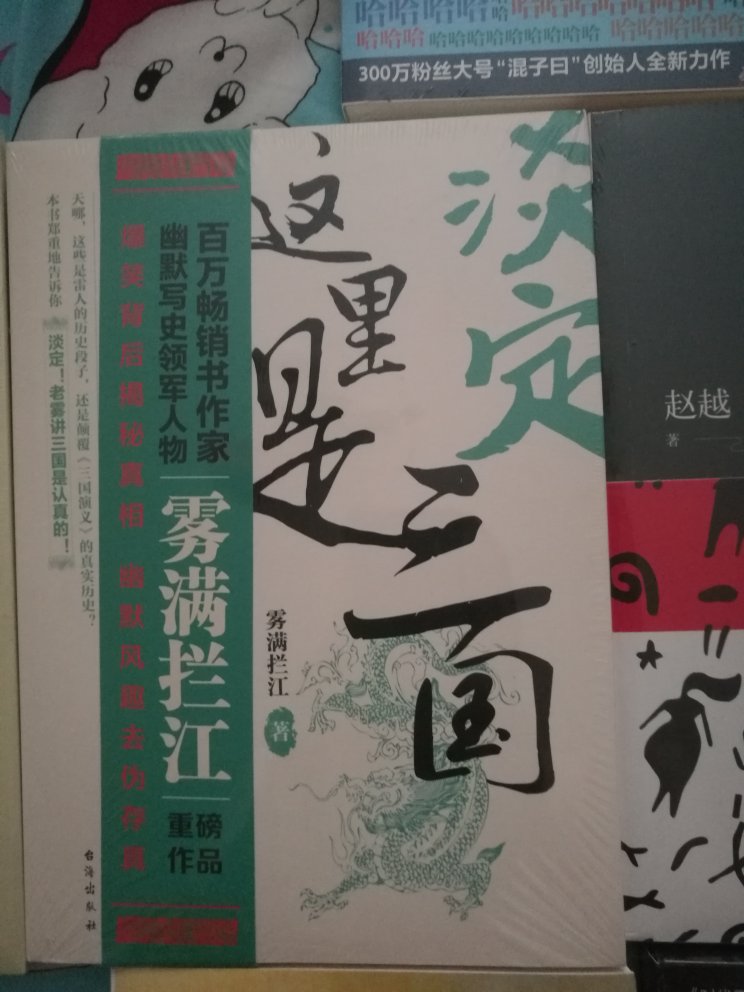 哈哈哈哈哈哈哈哈哈哈
哈哈哈哈哈哈哈哈哈哈哈哈哈哈
300万粉丝大号“混子曰”创始人全新力作
淡定
这里是三国
雾满拦江
著
百万畅销书作家
幽默写史领军人物
雾满拦江
重磅
作品
爆笑背后揭秘真相 幽默风趣去伪存真
天哪,这些是雷人的历史段子,还是颠覆《三国演义》的真实历史?
本书郑重地告诉你
淡定!老雾讲三国是认真的!
台海出版社
赵越
著